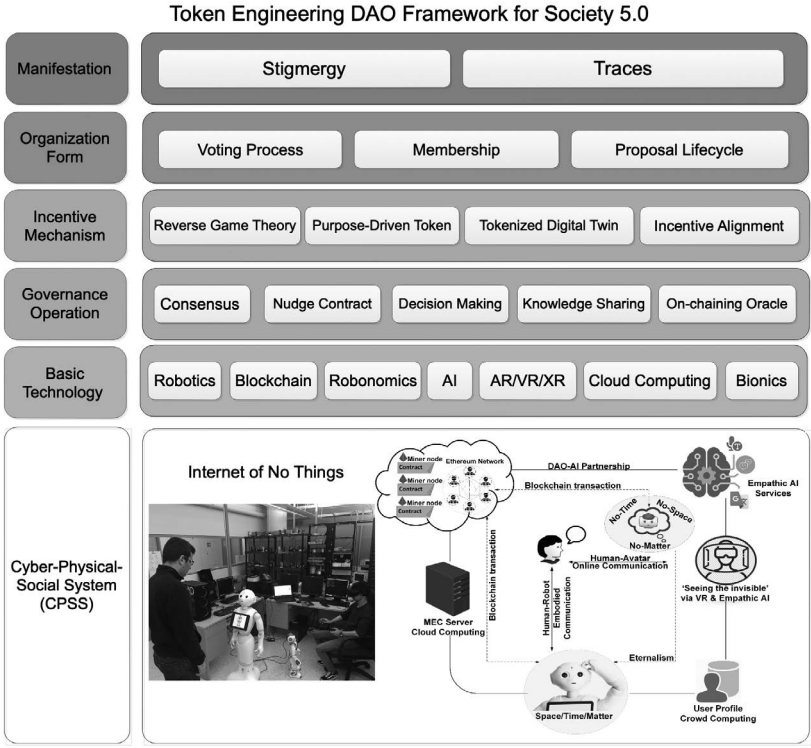 Token Engineering DAO Framework for Society 5.0
Manifestation
Stigmergy
Traces
Organization
Form
Voting Process
Membership
Proposal Lifecycle
Incentive
Mechanism
Reverse Game Theory
Purpose-Driven Token
Tokenized Digital Twin
Incentive Alignment
Governance
Operation
Consensus
Nudge Contract
Decision Making
Knowledge Sharing
On-chaining Oracle
Basic
Technology
Robotics
Blockchain
Robonomics
AI
AR/VR/XR
Cloud Computing
Bionics
Cyber-Physical-
Social System
(CPSS)
Internet of No Things
Ethereum Network
Miner node
Contract
Miner node
Contract
Miner node
Contract
DAO-AI Partnership
Blockchain transaction
Empathic AI
Services
No-Time
No-Space
No-Matter
Human-Avatar
Online Communication
Blockchain transaction
Human-Robot
Embodied
Communication
MEC Server
Cloud Computing
'Seeing the invisible'
via VR & Empathic AI
Eternalism
Space/Time/Matter
User Profile
Crowd Computing